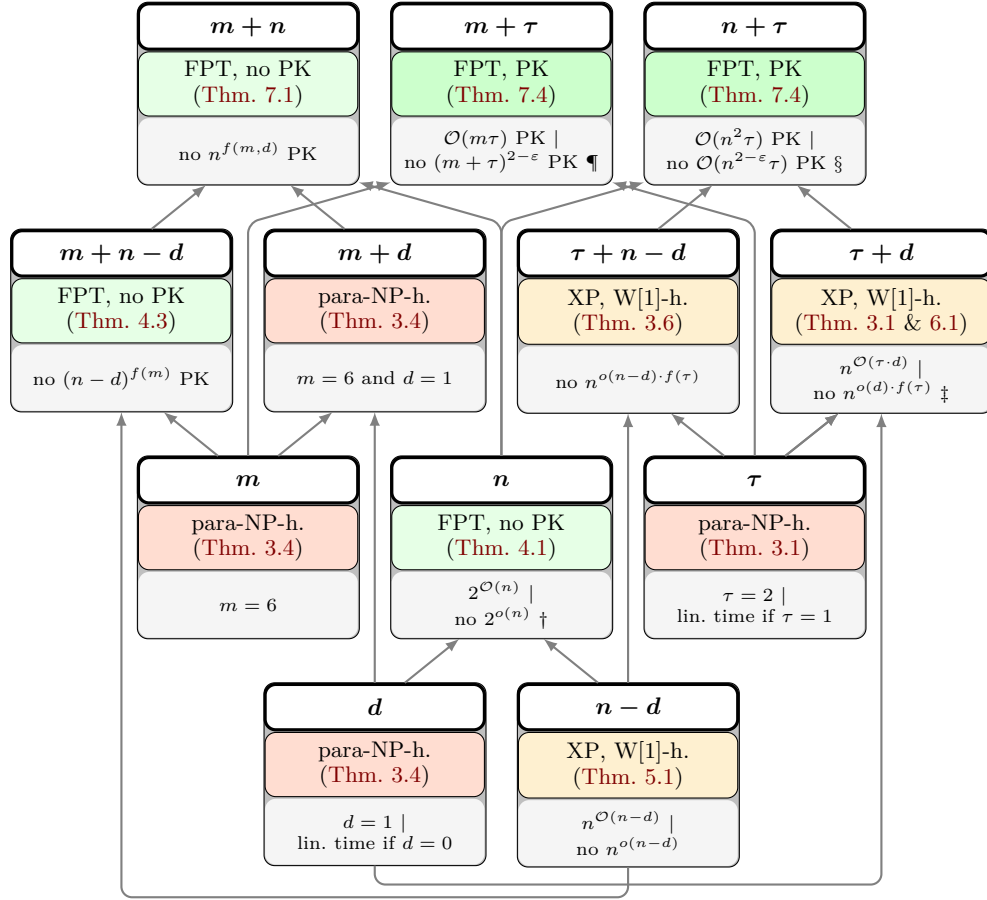 m + n
FPT, no PK
(Thm. 7.1)
no n^{f(m,d)} PK
m + τ
FPT, PK
(Thm. 7.4)
𝒪(mτ) PK |
no (m + τ)^{2−ε} PK ¶
n + τ
FPT, PK
(Thm. 7.4)
𝒪(n²τ) PK |
no 𝒪(n^{2−ε}τ) PK §
m + n − d
FPT, no PK
(Thm. 4.3)
no (n − d)^{f(m)} PK
m + d
para-NP-h.
(Thm. 3.4)
m = 6 and d = 1
τ + n − d
XP, W[1]-h.
(Thm. 3.6)
no n^{o(n−d)·f(τ)}
τ + d
XP, W[1]-h.
(Thm. 3.1 & 6.1)
n^{𝒪(τ·d)} |
no n^{o(d)·f(τ)} ‡
m
para-NP-h.
(Thm. 3.4)
m = 6
n
FPT, no PK
(Thm. 4.1)
2^{𝒪(n)} |
no 2^{o(n)} †
τ
para-NP-h.
(Thm. 3.1)
τ = 2 |
lin. time if τ = 1
d
para-NP-h.
(Thm. 3.4)
d = 1 |
lin. time if d = 0
n − d
XP, W[1]-h.
(Thm. 5.1)
n^{𝒪(n−d)} |
no n^{o(n−d)}